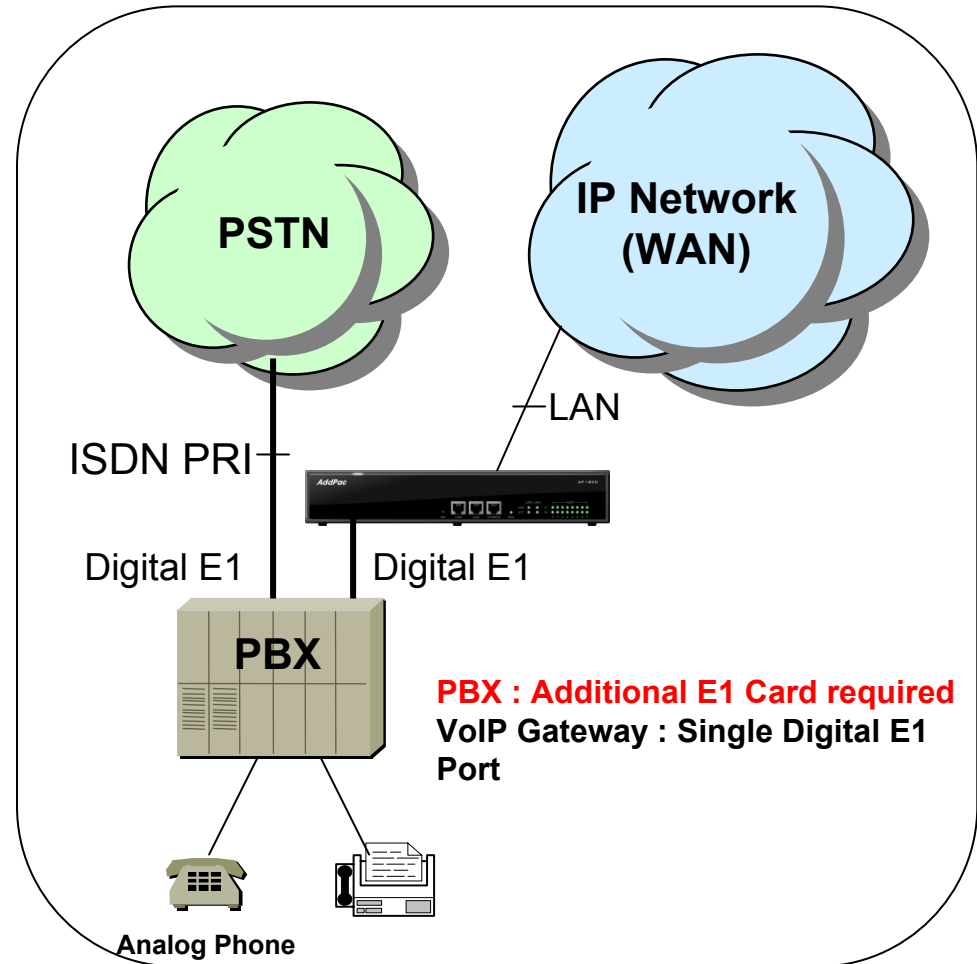 PSTN
IP Network
(WAN)
LAN
ISDN PRI
AddPac
Digital E1
Digital E1
PBX
PBX : Additional E1 Card required
VoIP Gateway : Single Digital E1
Port
Analog Phone